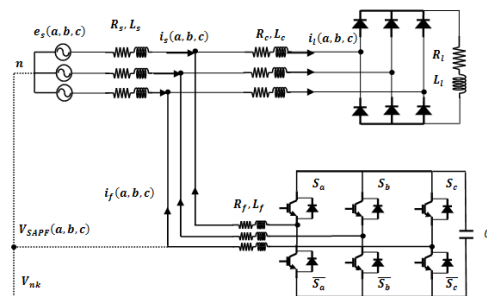 e_s(a, b, c)
R_s, L_s
i_s(a, b, c)
R_c, L_c
i_l(a, b, c)
R_l
L_l
n
i_f(a, b, c)
R_f, L_f
S_a
S_b
S_c
V_SAPF(a, b, c)
V_nk
S̅_a
S̅_b
S̅_c